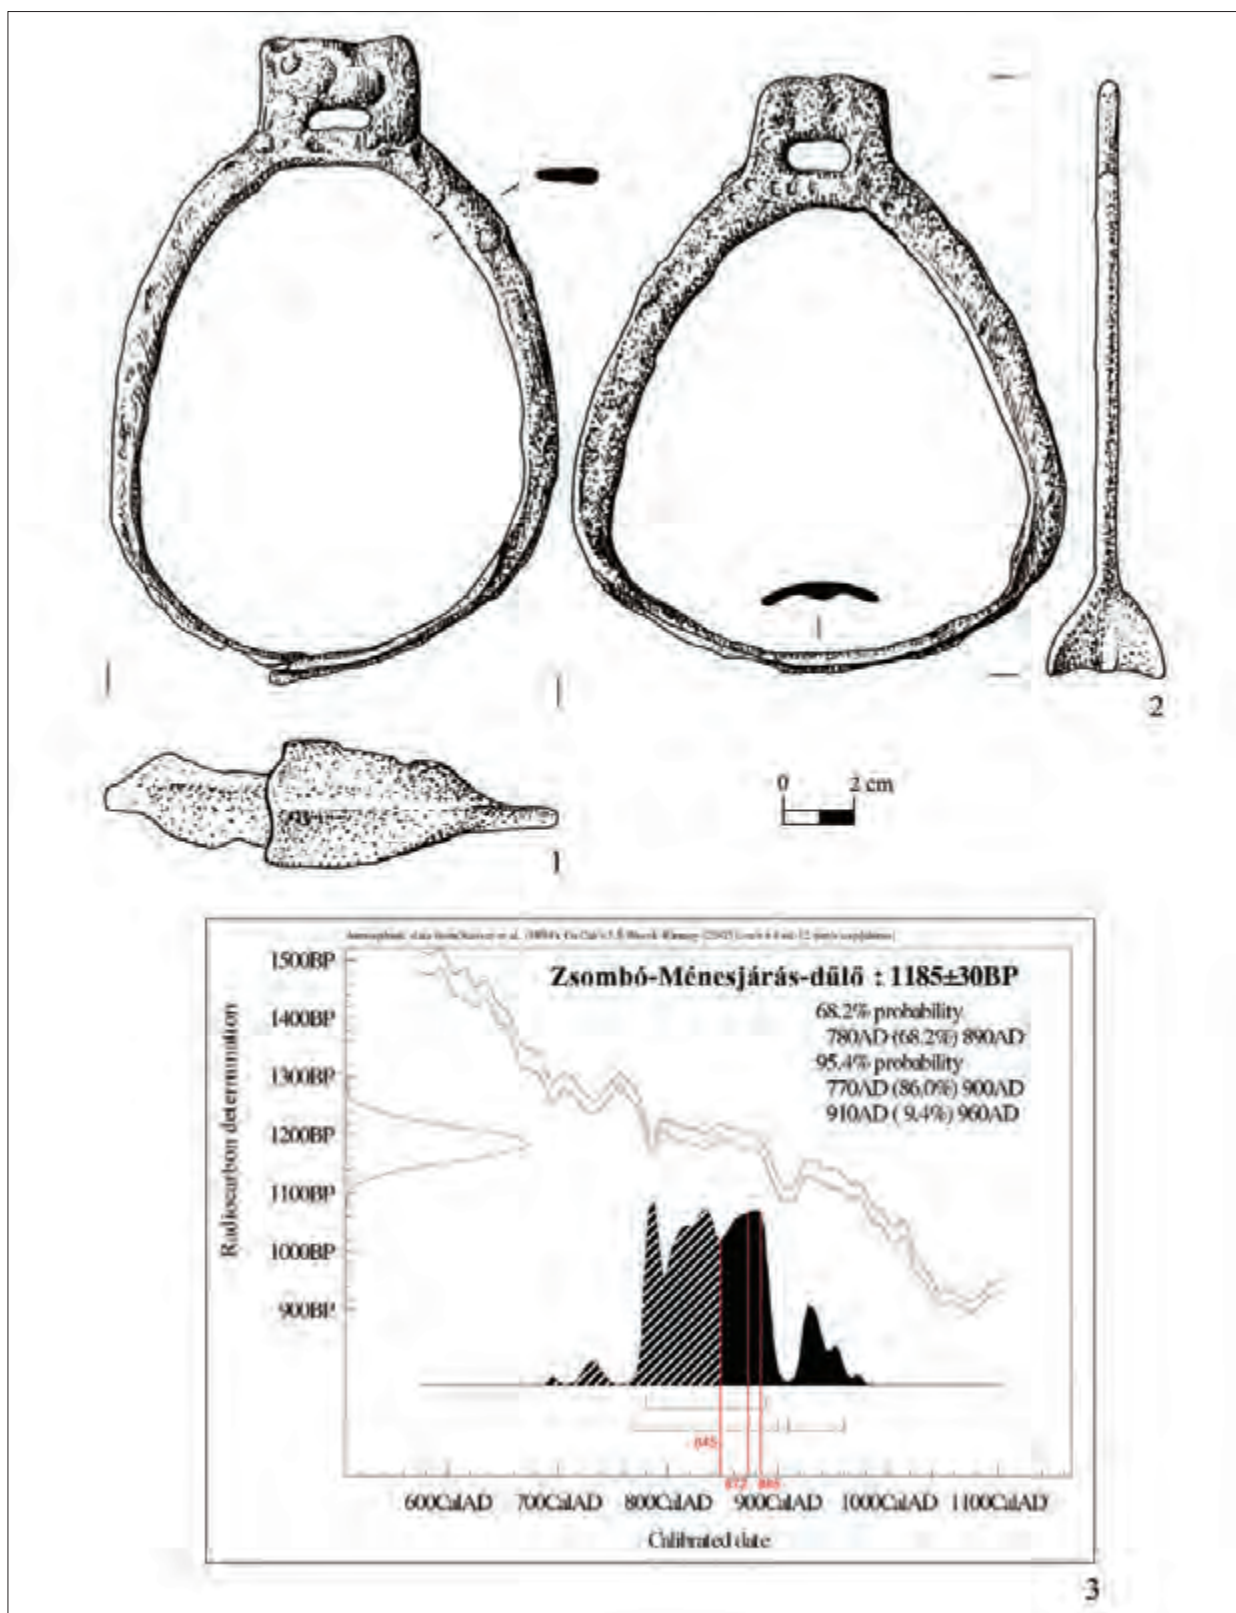 2
0 2 cm
1
Zsombó-Ménesjárás-dűlő : 1185±30BP
68.2% probability
780AD (68.2%) 890AD
95.4% probability
770AD (86.0%) 900AD
910AD ( 9.4%) 960AD
Radiocarbon determination
1500BP
1400BP
1300BP
1200BP
1100BP
1000BP
900BP
845
872
600CalAD 700CalAD 800CalAD 900CalAD 1000CalAD 1100CalAD
Calibrated date
3